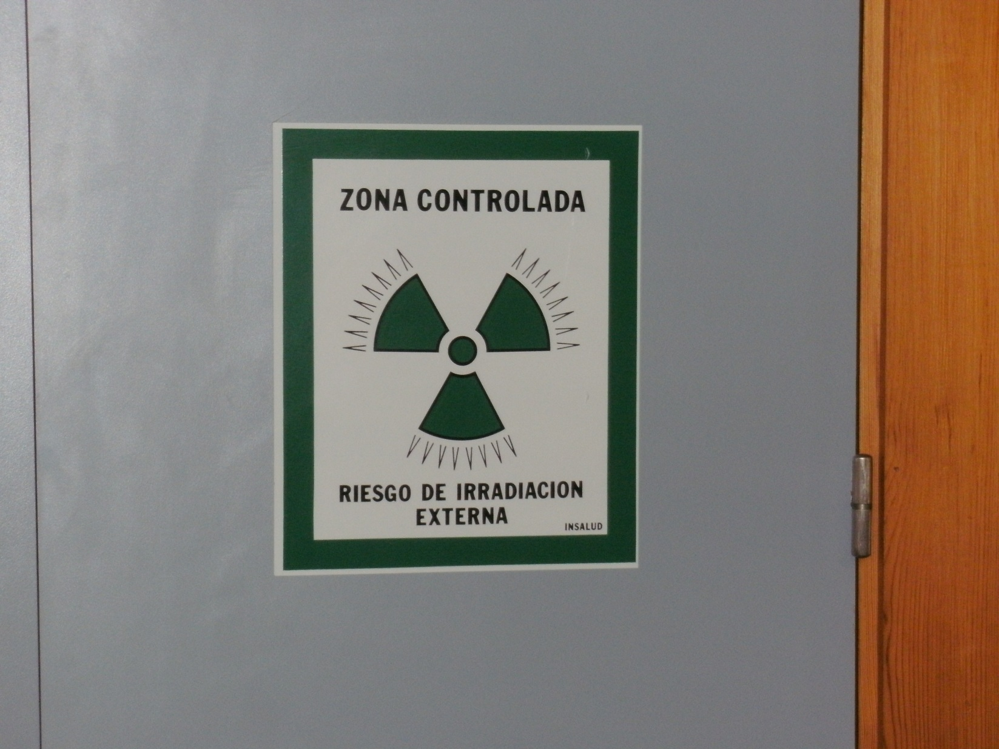 ZONA CONTROLADA
RIESGO DE IRRADIACION
EXTERNA
INSALUD